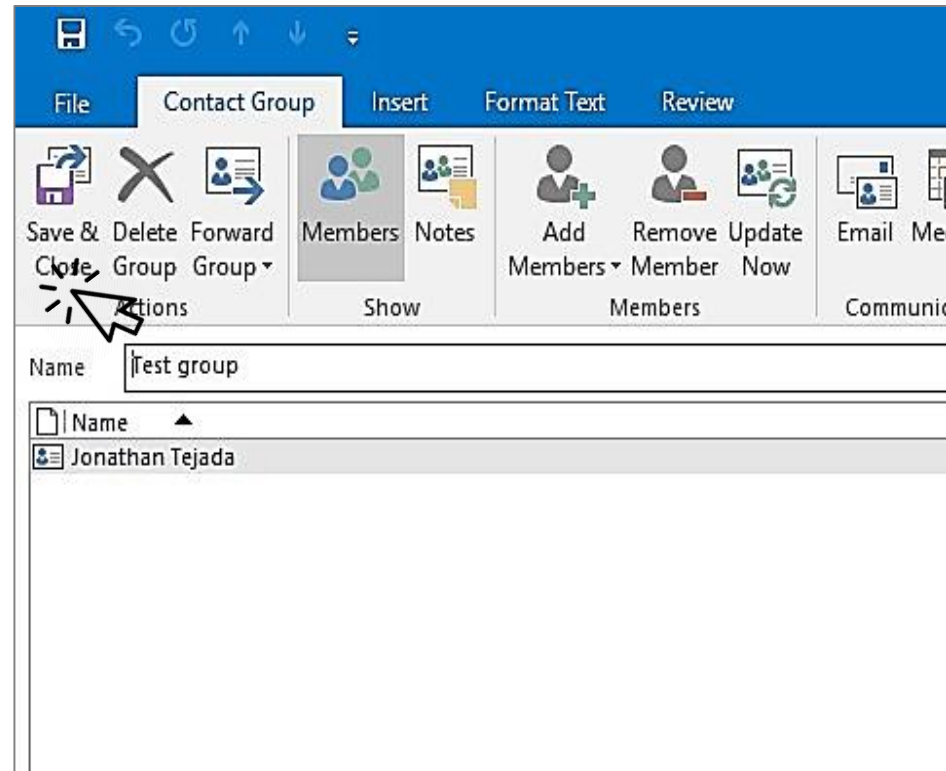 File Contact Group Insert Format Text Review
Save & Delete Forward Members Notes Add Remove Update Email
Close Group Group Members Member Now
Actions Show Members
Name Test group
Name
Jonathan Tejada